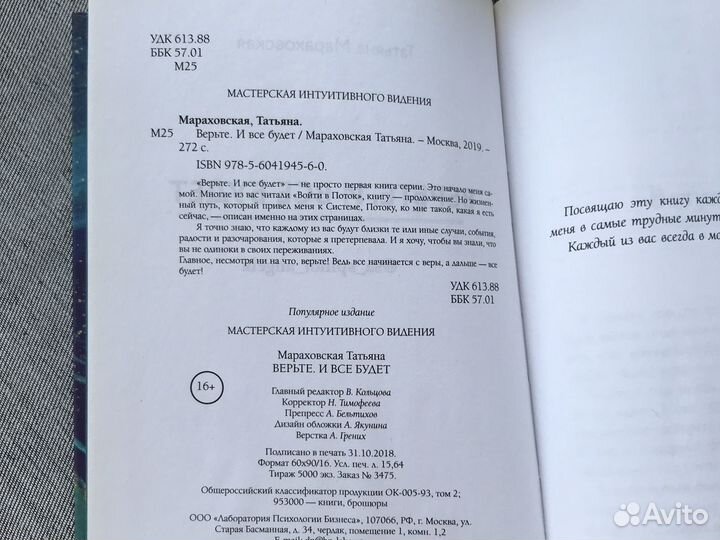 УДК 613.88
ББК 57.01
М25
МАСТЕРСКАЯ ИНТУИТИВНОГО ВИДЕНИЯ
Мараховская, Татьяна.
М25 Верьте. И все будет / Мараховская Татьяна. – Москва, 2019. –
272 с.
ISBN 978-5-6041945-6-0.
«Верьте. И все будет» — не просто первая книга серии. Это начало меня са-
мой. Многие из вас читали «Войти в Поток», книгу — продолжение. Но жизнен-
ный путь, который привел меня к Системе, Потоку, ко мне такой, какая я есть
сейчас, — описан именно на этих страницах.
Я точно знаю, что каждому из вас будут близки те или иные случаи, события,
радости и разочарования, которые я претерпевала. И я хочу, чтобы вы знали, что
вы не одиноки в своих переживаниях.
Главное, несмотря ни на что, верьте! Ведь все начинается с веры, а дальше — все
будет!
УДК 613.88
ББК 57.01
Популярное издание
МАСТЕРСКАЯ ИНТУИТИВНОГО ВИДЕНИЯ
Мараховская Татьяна
ВЕРЬТЕ. И ВСЕ БУДЕТ
16+
Главный редактор В. Кольцова
Корректор Н. Тимофеева
Препресс А. Бельтихов
Дизайн обложки А. Якунина
Верстка А. Грених
Подписано в печать 31.10.2018.
Формат 60х90/16. Усл. печ. л. 15,64
Тираж 5000 экз. Заказ № 3475.
Общероссийский классификатор продукции ОК-005-93, том 2;
953000 — книги, брошюры
ООО «Лаборатория Психологии Бизнеса», 107066, РФ, г. Москва, ул.
Старая Басманная, д. 34, черлак, помещение 1, комн. 1,2
Посвящаю эту книгу кажд
меня в самые трудные минут
Каждый из вас всегда в мо
Avito